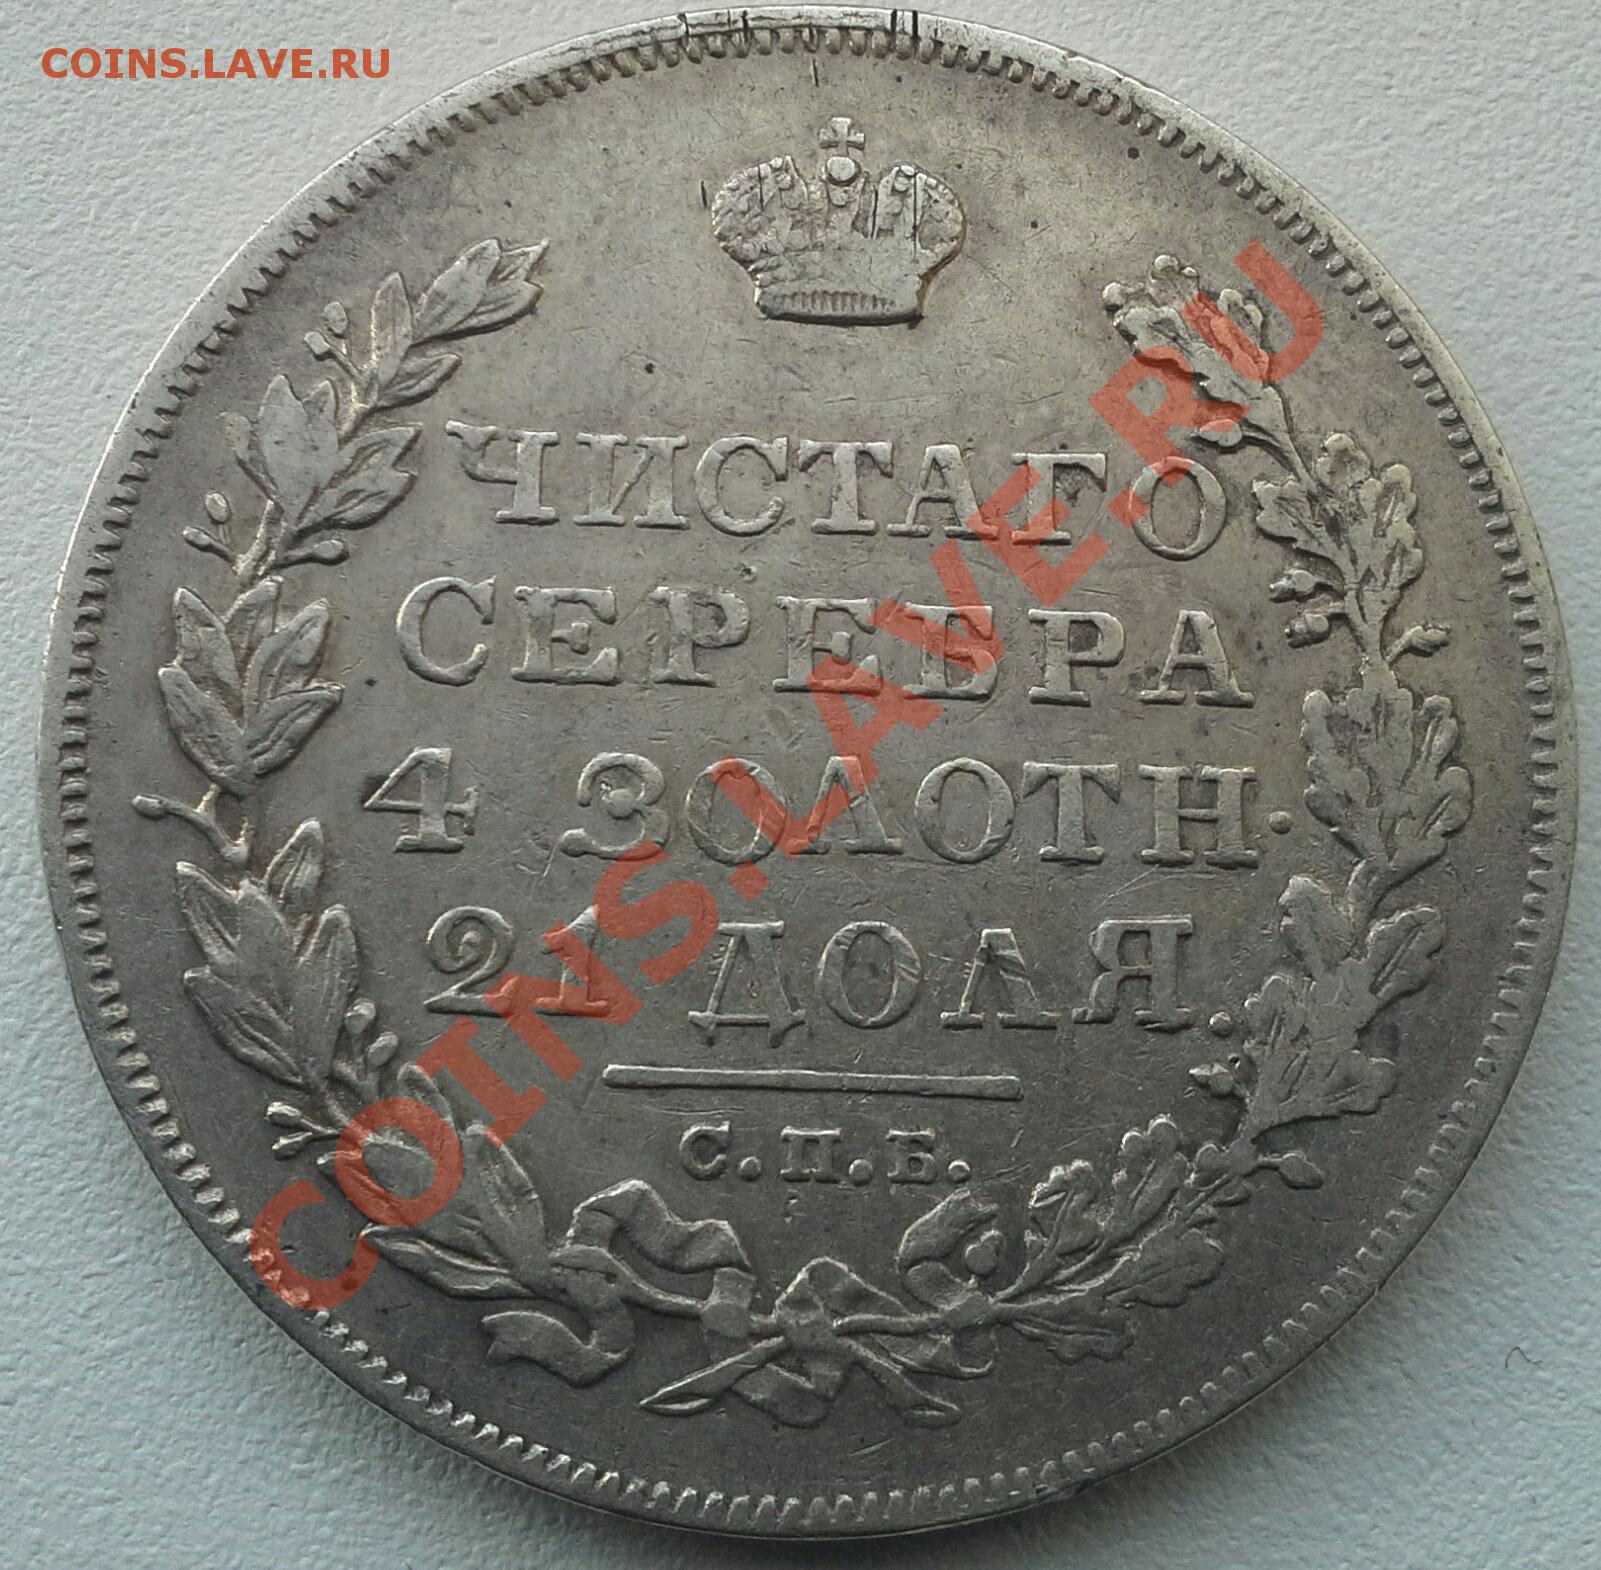 COINS.LAVE.RU
ЧИСТАГО
СЕРЕБРА
4 ЗОЛОТН.
21 ДОЛЯ.
С.П.Б.
COINS.LAVE.RU